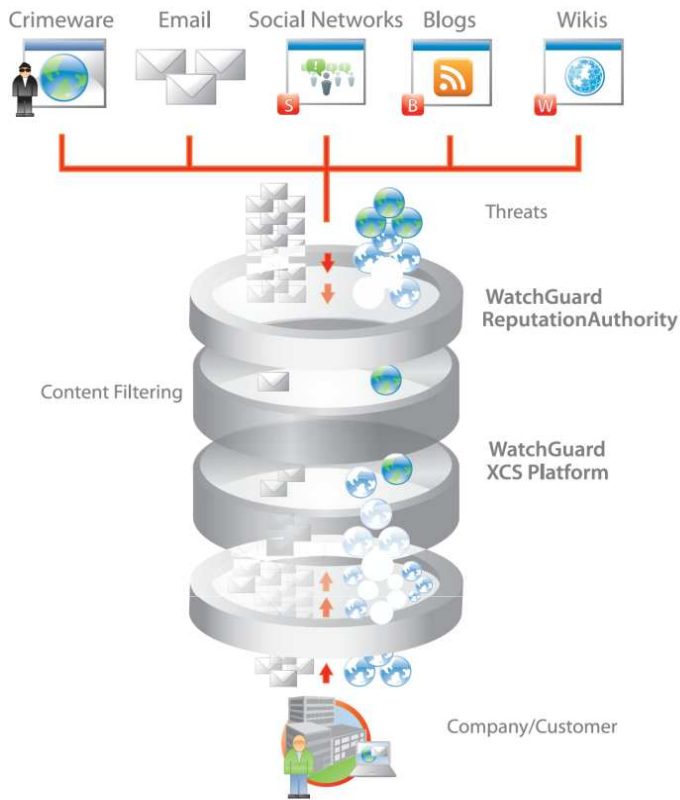 Crimeware
Email
Social Networks
Blogs
Wikis
S
B
W
Threats
WatchGuard
ReputationAuthority
Content Filtering
WatchGuard
XCS Platform
Company/Customer